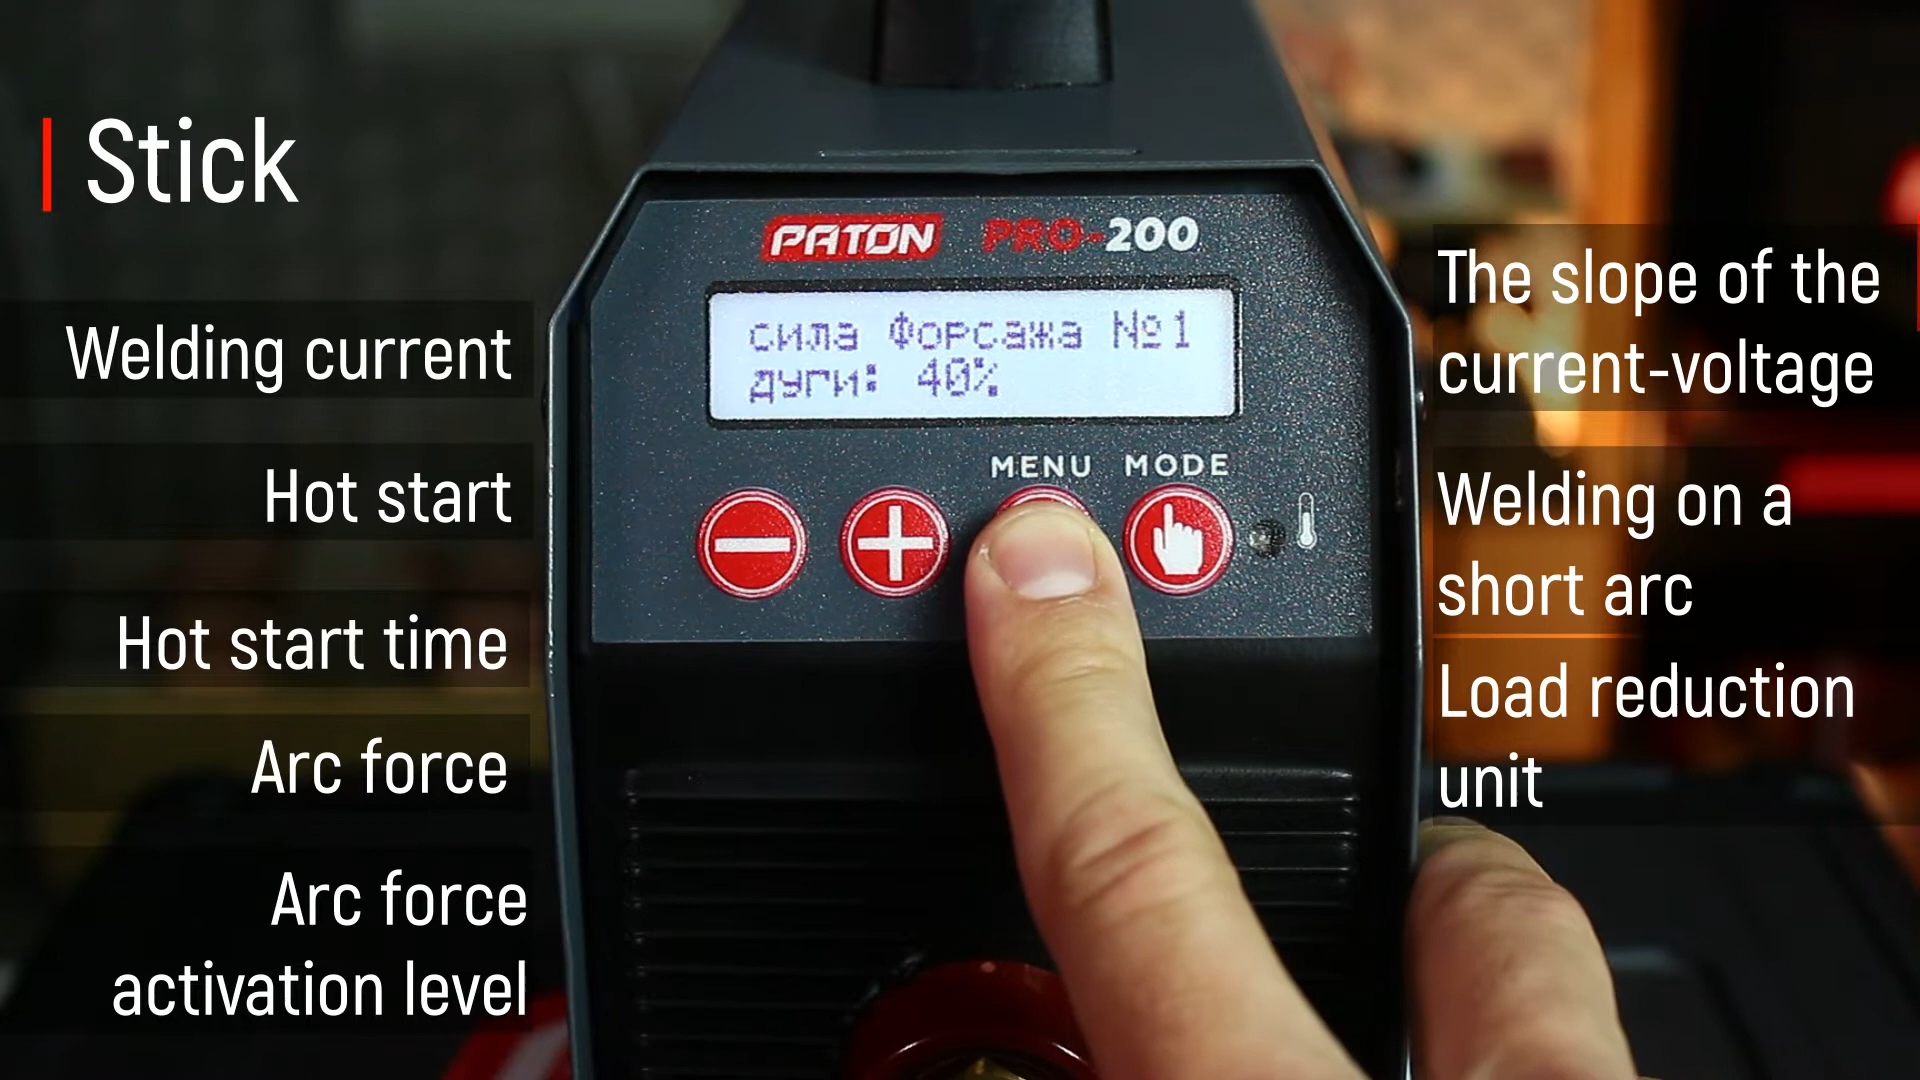 Stick
Welding current
Hot start
Hot start time
Arc force
Arc force
activation level
PATON PRO-200
сила Форсажа №1
дуги: 40%
MENU MODE
The slope of the
current-voltage
Welding on a
short arc
Load reduction
unit